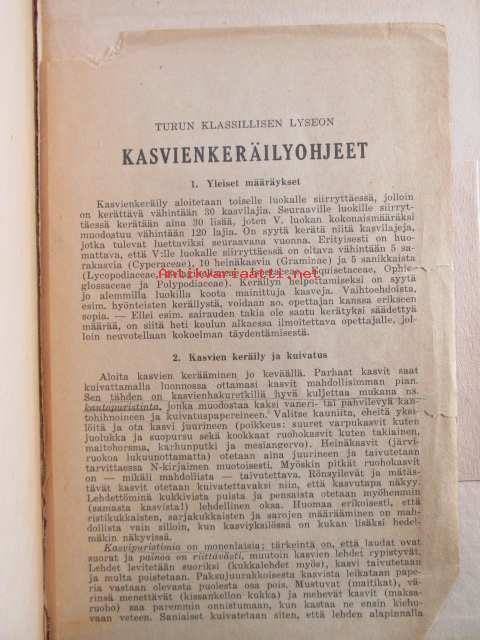 TURUN KLASSILLISEN LYSEON
KASVIENKERÄILYOHJEET
1. Yleiset määräykset
Kasvienkeräily aloitetaan toiselle luokalle siirryttäessä, jolloin
on kerättävä vähintään 30 kasvilajia. Seuraaville luokille siirryt-
täessä kerätään aina 30 lisää, joten V. luokan kokonaismääräksi
muodostuu vähintään 120 lajia. On syytä kerätä niitä kasvilajeja,
jotka tulevat luettaviksi seuraavana vuonna. Erityisesti on huo-
mattava, että V:lle luokalle siirryttäessä on oltava vähintään 5 sa-
rakasvia (Cyperaceae), 10 heinäkasvia (Graminae) ja 5 sanikkaista
(Lycopodiaceae, Equisetaceae, Ophio-
glossaceae ja Polypodiaceae). Keräilyn helpottamiseksi on syytä
jo alemmilla luokilla koota mainittuja kasveja. Vaihtoehdoista,
esim. hyönteisten keräilystä, voidaan ao. opettajan kanssa erikseen
sopia. — Ellei esim. sairauden takia ole saatu kerätyksi säädettyä
määrää, on siitä heti koulun alkaessa ilmoitettava opettajalle, jol-
loin neuvotellaan kokoelman täydentämisestä.
Antikvariaatti.net
2. Kasvien keräily ja kuivatus
Aloita kasvien kerääminen jo keväällä. Parhaat kasvit saat
kuivattamalla luonnossa ottamasi kasvit mahdollisimman pian.
Sen tähden on kasvienhakuretkillä hyvä kuljettaa mukana ns.
kantopuristinta, jonka muodostaa kaksi vaneri- tai pahvilevyä kan-
tohihnoineen ja kuivatuspapereineen. Valitse kauniita, eheitä yksi-
löitä ja ota kasvi juurineen (poikkeus: suuret varpukasvit kuten
juolukka ja suopursu sekä kookkaat ruohokasvit kuten takiainen,
maitohorsma, karhunputki ja mesiangervo). Heinäkasvit (järvi-
ruokoa lukuunottamatta) otetaan aina juurineen ja taivutetaan
tarvittaessa N-kirjaimen muotoisesti. Myöskin pitkät ruohokasvit
on — mikäli mahdollista — taivutettava. Rönsyilevät ja mätäs-
tävät kasvit otetaan kuivatettavaksi niin, että kasvutapa näkyy.
Lehdettöminä kukkivista puista ja pensaista otetaan myöhemmin
(samasta kasvista!) lehdellinen oksa. Huomaa erikoisesti, että
ristikukkaisten, sarjakukkaisten ja sarojen määrääminen on mah-
dollista vain silloin, kun kasviyksilössä on kukan lisäksi hedel-
mäkin näkyvissä.
Kasvipuristimia on monenlaisia; tärkeintä on, että laudat ovat
suorat ja painoa on riittävästi, muutoin kasvien lehdet rypistyvät.
Lehdet levitetään suoriksi (kukkalehdet myös), kasvi taivutetaan
ja multa poistetaan. Paksujuurakoisesta kasvista leikataan pape-
ria vastaan olevasta puolesta osa pois. Mustuvat (maitikat), vä-
rinsä menettävät (kissankellon kukka) ja mehevät kasvit (maksa-
ruoho) saa paremmin onnistumaan, kun kastaa ne ensin kiehu-
vaan veteen. Saniaiset kuivatetaan siten, että lehden alapinnalla